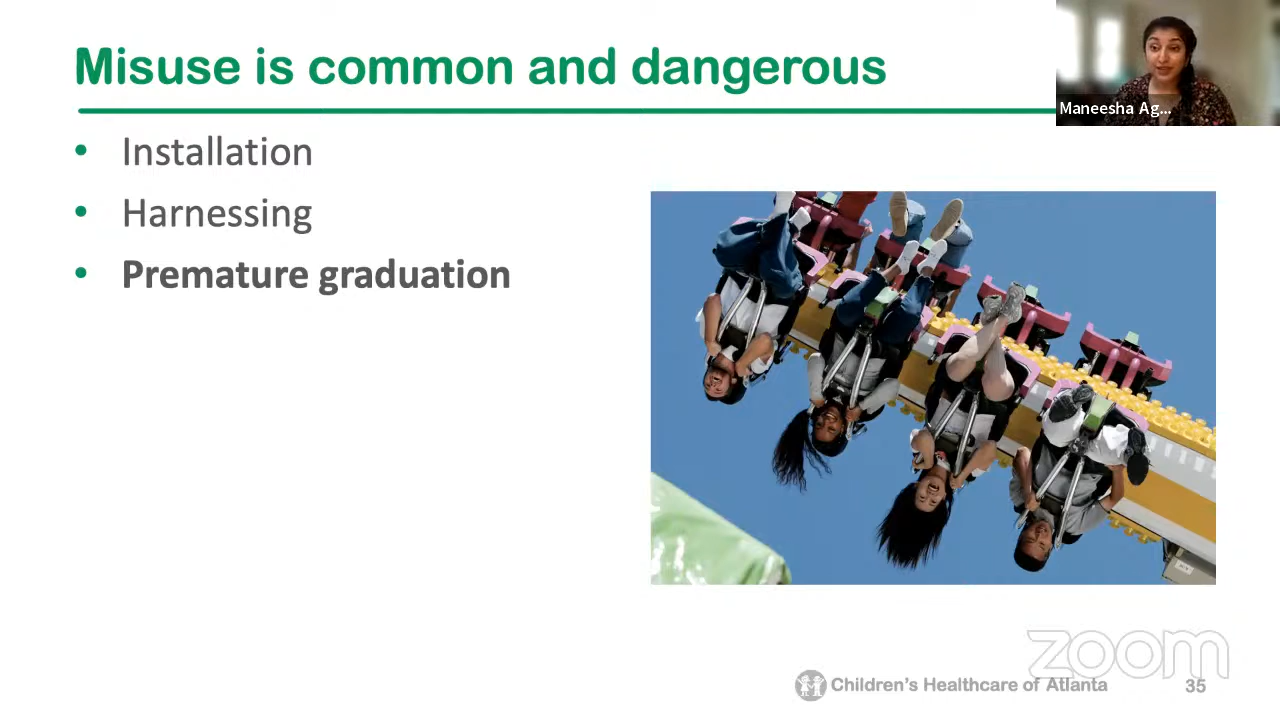 Misuse is common and dangerous
Maneesha Ag...
• Installation
• Harnessing
• Premature graduation
zoom
Children's Healthcare of Atlanta
35